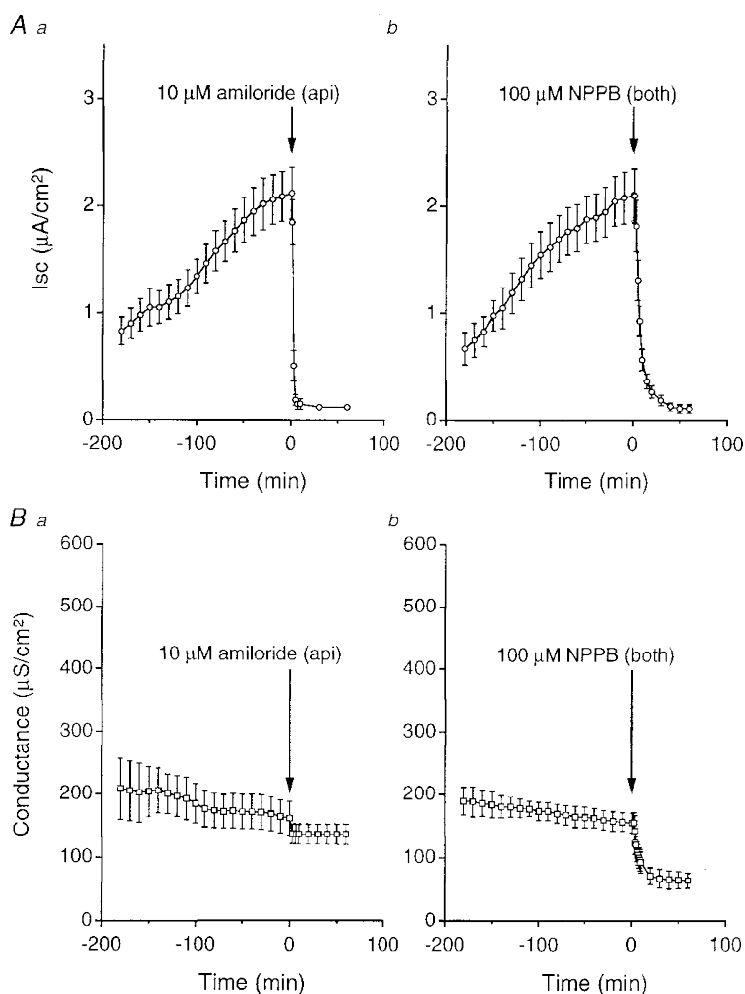 A a
b
10 μM amiloride (api)
100 μM NPPB (both)
3
2
1
0
Isc (μA/cm²)
-200
-100
0
100
Time (min)
3
2
1
0
-200
-100
0
100
Time (min)
B a
b
10 μM amiloride (api)
100 μM NPPB (both)
600
500
400
300
200
100
0
Conductance (μS/cm²)
-200
-100
0
100
Time (min)
600
500
400
300
200
100
0
-200
-100
0
100
Time (min)